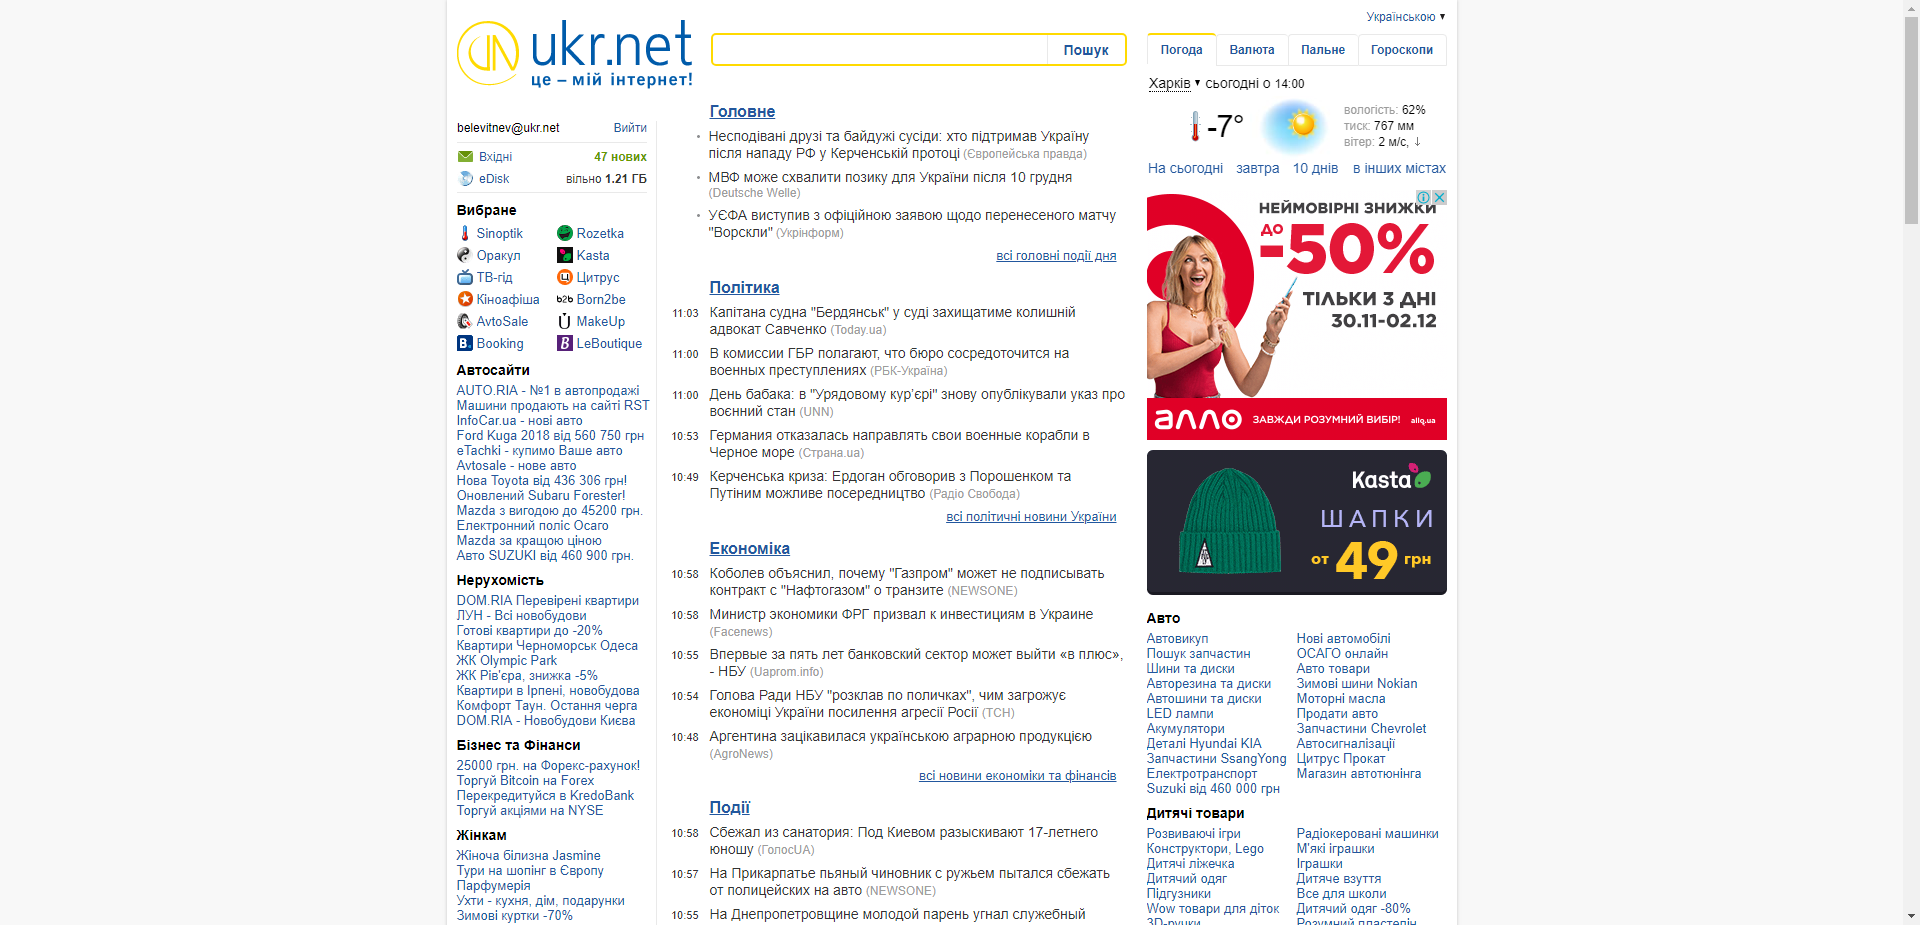 Українською
ukr.net
це – мій інтернет!
Пошук
Погода
Валюта
Пальне
Гороскопи
Харків сьогодні о 14:00
-7°
вологість: 62%
тиск: 767 мм
вітер: 2 м/с, ↓
На сьогодні завтра 10 днів в інших містах
belevitnev@ukr.net Вийти
Вхідні 47 нових
eDisk вільно 1.21 ГБ
Вибране
Sinoptik Rozetka
Оракул Kasta
ТВ-гід Цитрус
Кіноафіша Born2be
AvtoSale MakeUp
Booking LeBoutique
Автосайти
AUTO.RIA - №1 в автопродажі
Машини продають на сайті RST
InfoCar.ua - нові авто
Ford Kuga 2018 від 560 750 грн
eTachki - купимо Ваше авто
Avtosale - нове авто
Нова Toyota від 436 306 грн!
Оновлений Subaru Forester!
Mazda з вигодою до 45200 грн.
Електронний поліс Осаго
Mazda за кращою ціною
Авто SUZUKI від 460 900 грн.
Нерухомість
DOM.RIA Перевірені квартири
ЛУН - Всі новобудови
Готові квартири до -20%
Квартири Черноморськ Одеса
ЖК Olympic Park
ЖК Рів'єра, знижка -5%
Квартири в Ірпені, новобудова
Комфорт Таун. Остання черга
DOM.RIA - Новобудови Києва
Бізнес та Фінанси
25000 грн. на Форекс-рахунок!
Торгуй Bitcoin на Forex
Перекредитуйся в KredoBank
Торгуй акціями на NYSE
Жінкам
Жіноча білизна Jasmine
Тури на шопінг в Європу
Парфумерія
Ухти - кухня, дім, подарунки
Зимові куртки -70%
Головне
Несподівані друзі та байдужі сусіди: хто підтримав Україну
після нападу РФ у Керченській протоці (Європейська правда)
МВФ може схвалити позику для України після 10 грудня
(Deutsche Welle)
УЄФА виступив з офіційною заявою щодо перенесеного матчу
"Ворскли" (Укрінформ)
всі головні події дня
Політика
11:03 Капітана судна "Бердянськ" у суді захищатиме колишній
адвокат Савченко (Today.ua)
11:00 В комиссии ГБР полагают, что бюро сосредоточится на
военных преступлениях (РБК-Україна)
11:00 День бабака: в "Урядовому кур'єрі" знову опублікували указ про
воєнний стан (UNN)
10:53 Германия отказалась направлять свои военные корабли в
Черное море (Страна.ua)
10:49 Керченська криза: Ердоган обговорив з Порошенком та
Путіним можливе посередництво (Радіо Свобода)
всі політичні новини України
Економіка
10:58 Коболев объяснил, почему "Газпром" может не подписывать
контракт с "Нафтогазом" о транзите (NEWSONE)
10:58 Министр экономики ФРГ призвал к инвестициям в Украине
(Facenews)
10:55 Впервые за пять лет банковский сектор может выйти «в плюс»,
- НБУ (Uaprom.info)
10:54 Голова Ради НБУ "розклав по поличках", чим загрожує
економіці України посилення агресії Росії (ТСН)
10:48 Аргентина зацікавилася українською аграрною продукцією
(AgroNews)
всі новини економіки та фінансів
Події
10:58 Сбежал из санатория: Под Киевом разыскивают 17-летнего
юношу (ГолосUA)
10:57 На Прикарпатье пьяный чиновник с ружьем пытался сбежать
от полицейских на авто (NEWSONE)
10:55 На Днепропетровщине молодой парень угнал служебный
НЕЙМОВІРНІ ЗНИЖКИ
ДО
-50%
ТІЛЬКИ 3 ДНІ
30.11-02.12
АЛЛО ЗАВЖДИ РОЗУМНИЙ ВИБІР! allo.ua
Kasta
ШАПКИ
от 49 грн
Авто
Автовикуп Нові автомобілі
Пошук запчастин ОСАГО онлайн
Шини та диски Авто товари
Авторезина та диски Зимові шини Nokian
Автошини та диски Моторні масла
LED лампи Продати авто
Акумулятори Запчастини Chevrolet
Деталі Hyundai KIA Автосигналізації
Запчастини SsangYong Цитрус Прокат
Електротранспорт Магазин автотюнінга
Suzuki від 460 000 грн
Дитячі товари
Розвиваючі ігри Радіокеровані машинки
Конструктори, Lego М'які іграшки
Дитячі ліжечка Іграшки
Дитячий одяг Дитяче взуття
Підгузники Все для школи
Wow товари для діток Дитячий одяг -80%
3D-ручки Розумний пластелін